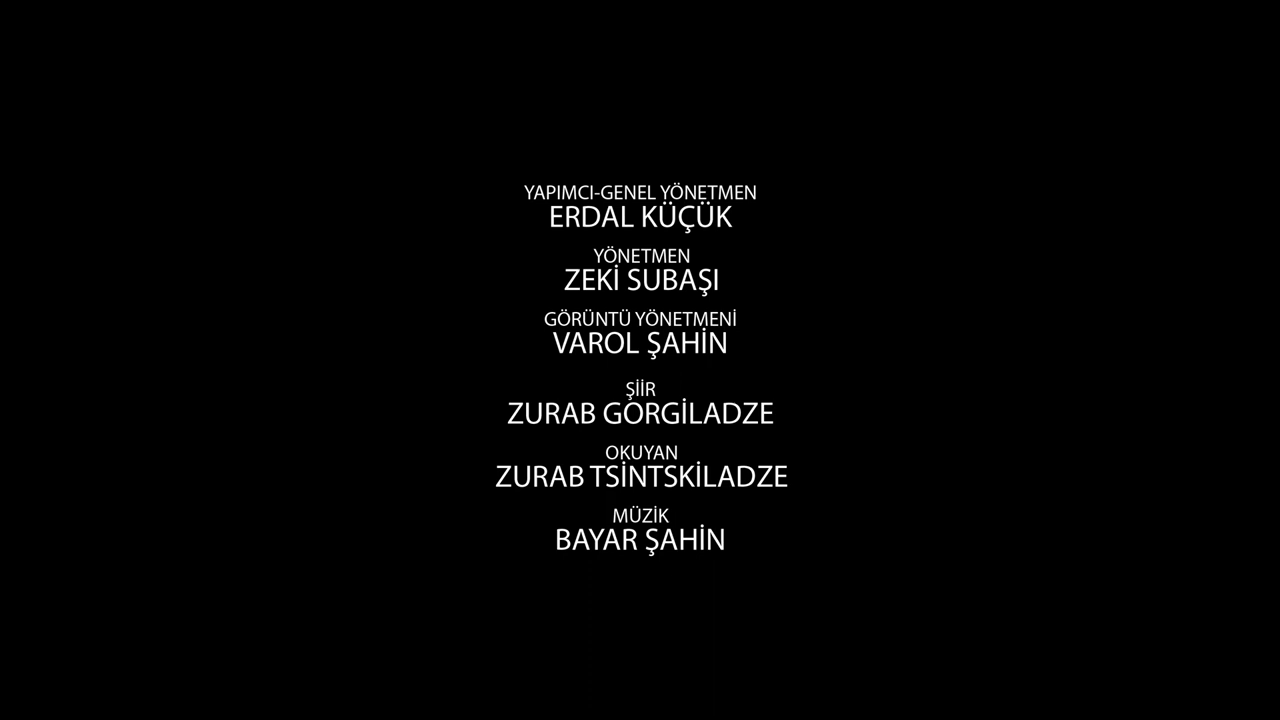 YAPIMCI-GENEL YÖNETMEN
ERDAL KÜÇÜK
YÖNETMEN
ZEKİ SUBAŞI
GÖRÜNTÜ YÖNETMENİ
VAROL ŞAHİN
ŞİİR
ZURAB GORGİLADZE
OKUYAN
ZURAB TSİNTSKİLADZE
MÜZİK
BAYAR ŞAHİN